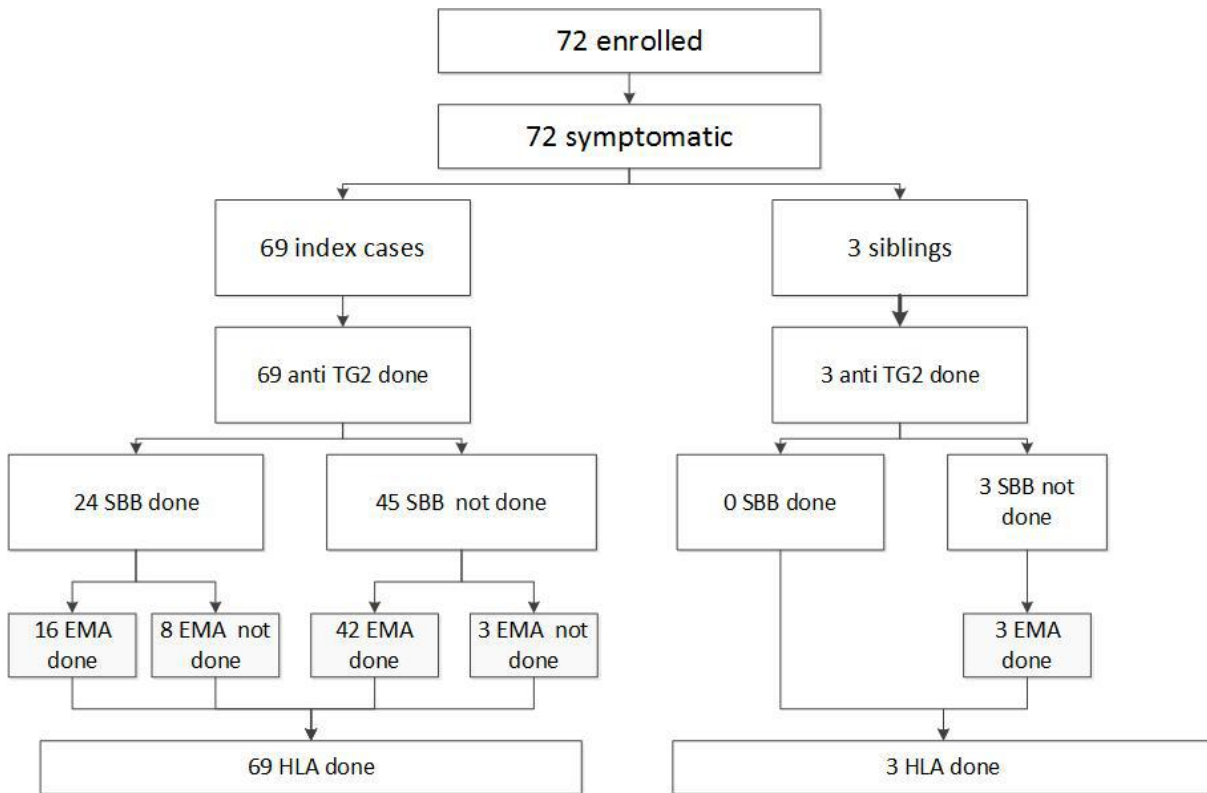 72 enrolled
72 symptomatic
69 index cases
3 siblings
69 anti TG2 done
3 anti TG2 done
24 SBB done
45 SBB not done
0 SBB done
3 SBB not
done
16 EMA
done
8 EMA not
done
42 EMA
done
3 EMA not
done
3 EMA
done
69 HLA done
3 HLA done